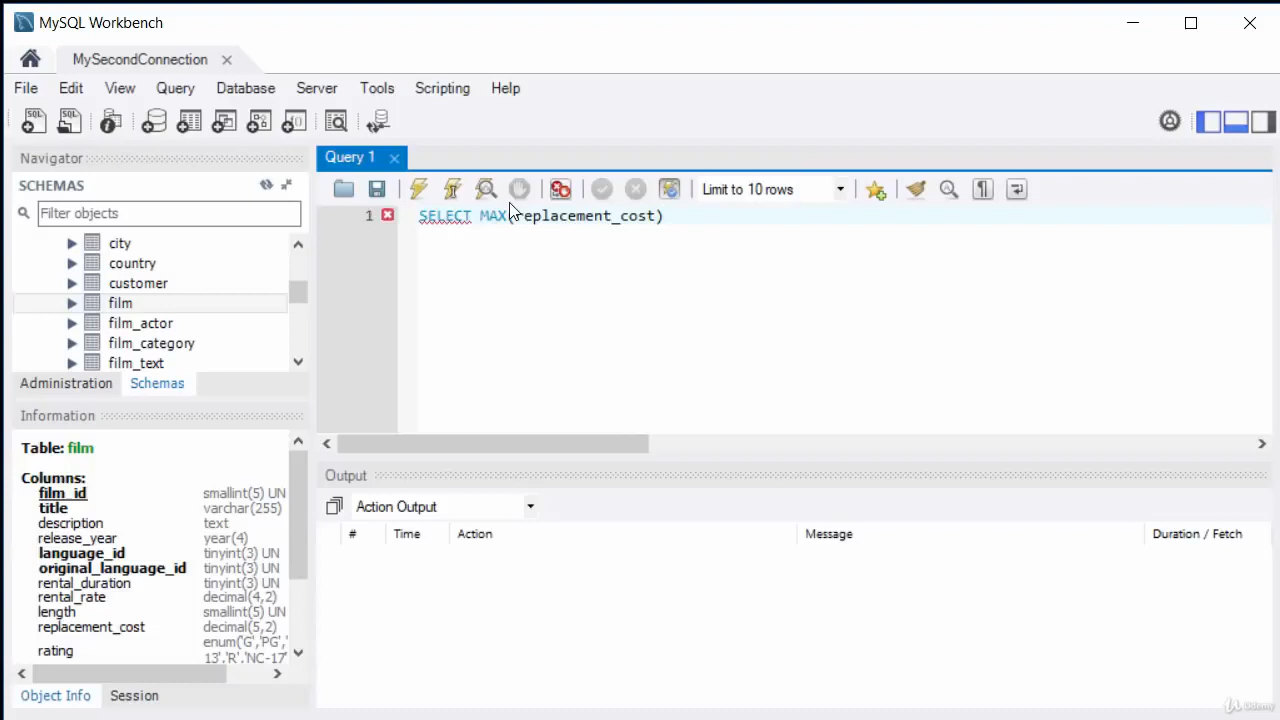 MySQL Workbench
MySecondConnection
File Edit View Query Database Server Tools Scripting Help
SQL SQL
Navigator
SCHEMAS
Filter objects
city
country
customer
film
film_actor
film_category
film_text
Administration Schemas
Information
Table: film
Columns:
film_id smallint(5) UN
title varchar(255)
description text
release_year year(4)
language_id tinyint(3) UN
original_language_id tinyint(3) UN
rental_duration tinyint(3) UN
rental_rate decimal(4,2)
length smallint(5) UN
replacement_cost decimal(5,2)
rating enum('G','PG','
13','R','NC-17'
Object Info Session
Query 1
Limit to 10 rows
1 SELECT MAX(replacement_cost)
Output
Action Output
# Time Action Message Duration / Fetch
Udemy